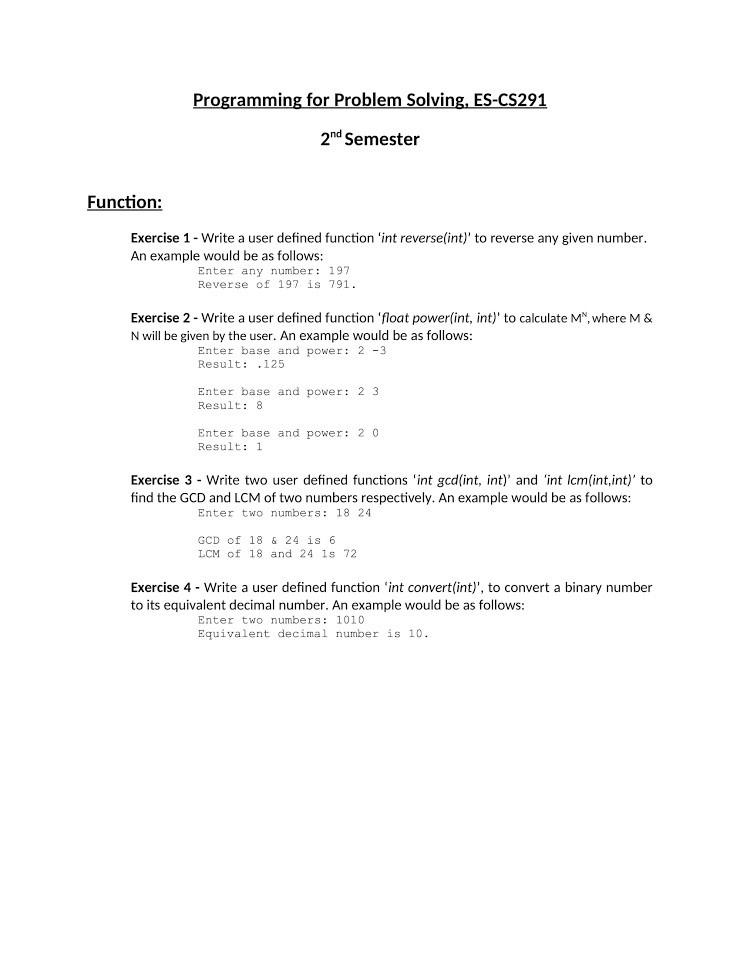 Programming for Problem Solving, ES-CS291
2nd Semester
Function:
Exercise 1 - Write a user defined function ‘int reverse(int)’ to reverse any given number.
An example would be as follows:
Enter any number: 197
Reverse of 197 is 791.
Exercise 2 - Write a user defined function ‘float power(int, int)’ to calculate Mᴺ, where M &
N will be given by the user. An example would be as follows:
Enter base and power: 2 -3
Result: .125
Enter base and power: 2 3
Result: 8
Enter base and power: 2 0
Result: 1
Exercise 3 - Write two user defined functions ‘int gcd(int, int)’ and ‘int lcm(int,int)’ to
find the GCD and LCM of two numbers respectively. An example would be as follows:
Enter two numbers: 18 24
GCD of 18 & 24 is 6
LCM of 18 and 24 1s 72
Exercise 4 - Write a user defined function ‘int convert(int)’, to convert a binary number
to its equivalent decimal number. An example would be as follows:
Enter two numbers: 1010
Equivalent decimal number is 10.